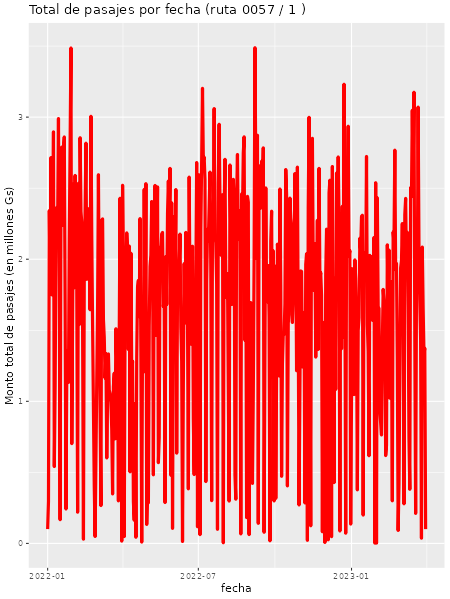 Total de pasajes por fecha (ruta 0057 / 1 )
Monto total de pasajes (en millones Gs)
3
2
1
0
2022-01 2022-07 2023-01
fecha